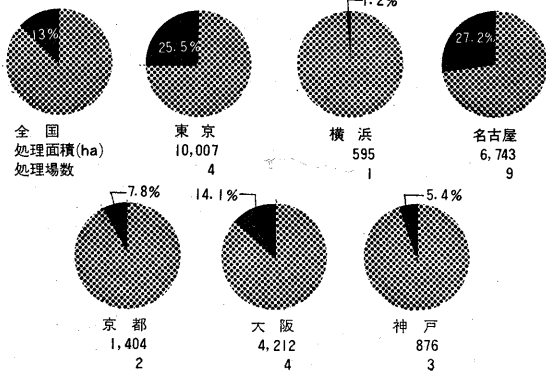 13%
25.5%
1.2%
27.2%
全国
処理面積(ha)
処理場数
東京
10,007
4
横浜
595
1
名古屋
6,743
9
7.8%
14.1%
5.4%
京都
1,404
2
大阪
4,212
4
神戸
876
3